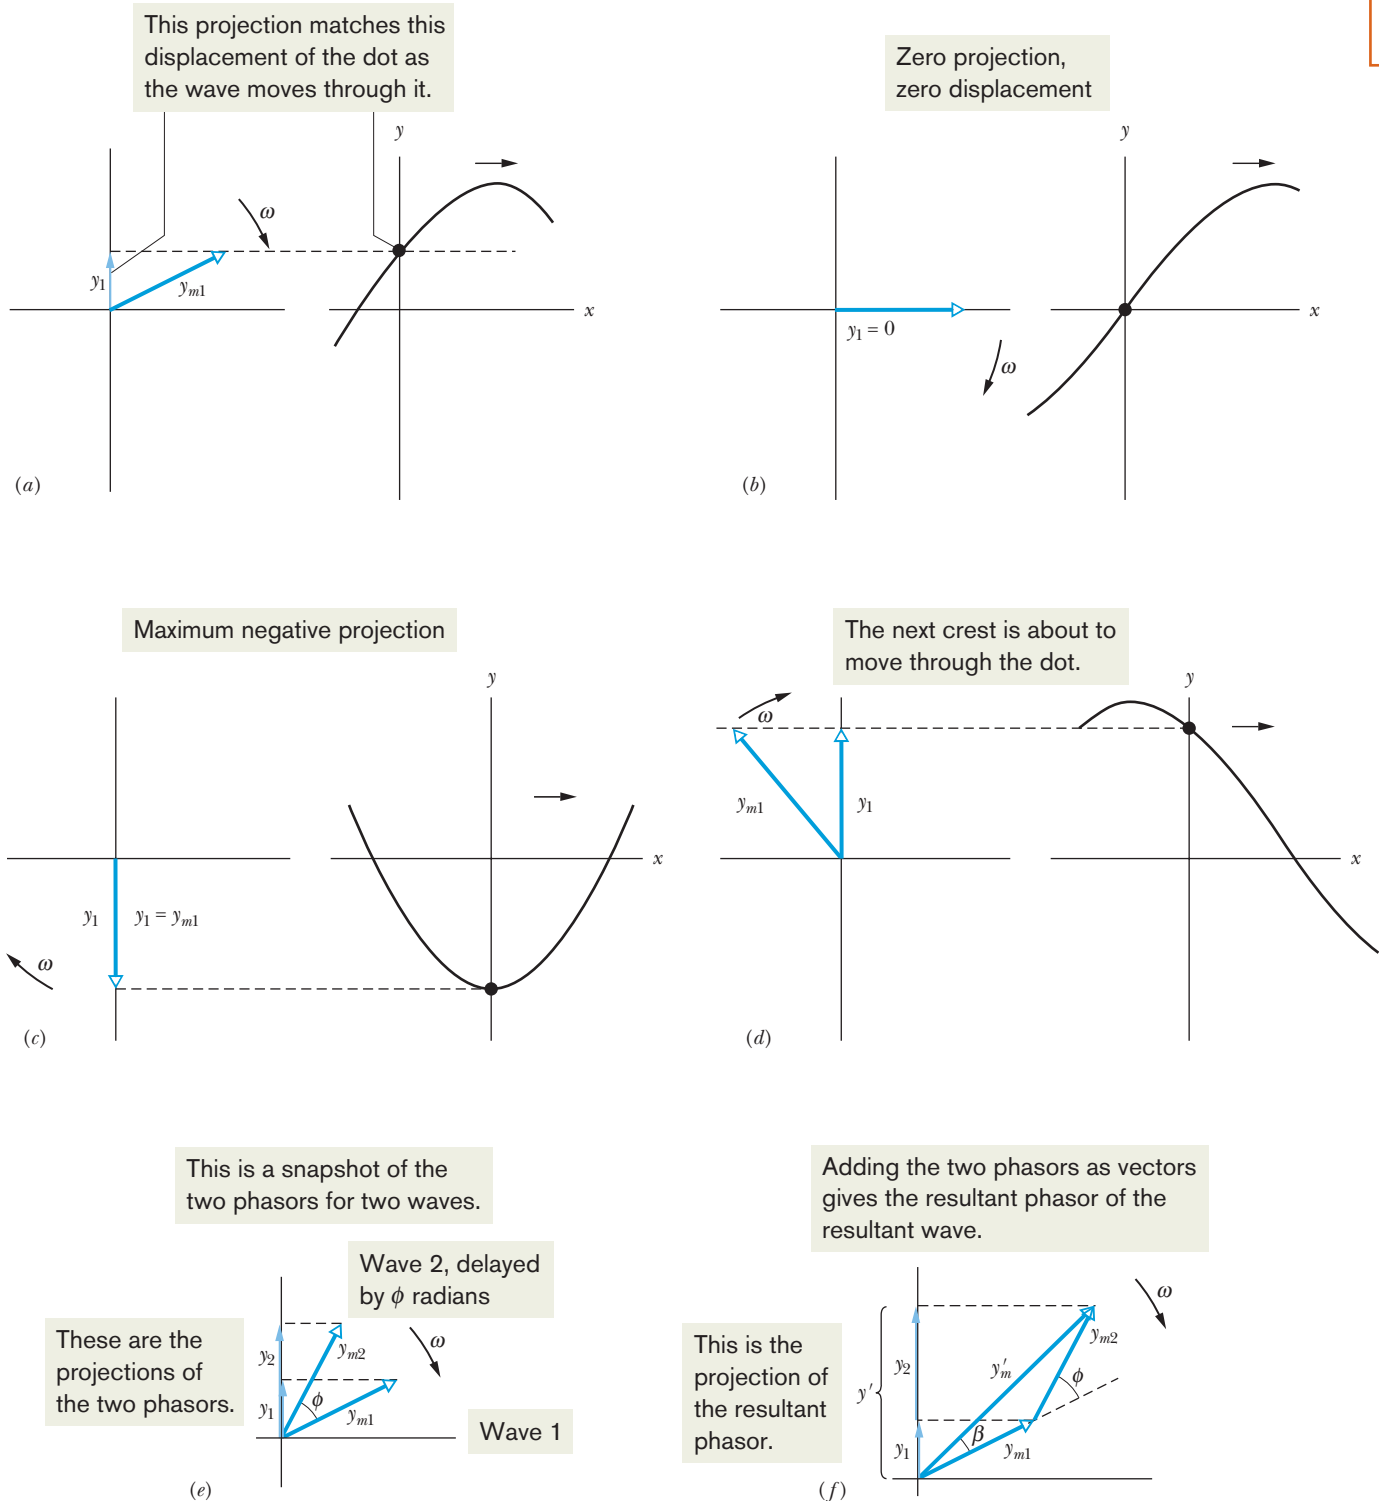 This projection matches this
displacement of the dot as
the wave moves through it.
y
ω
y1
ym1
x
(a)
Zero projection,
zero displacement
y
x
y1 = 0
ω
(b)
Maximum negative projection
y
x
y1
y1 = ym1
ω
(c)
The next crest is about to
move through the dot.
y
ω
ym1
y1
x
(d)
This is a snapshot of the
two phasors for two waves.
Wave 2, delayed
by ϕ radians
These are the
projections of
the two phasors.
ω
y2
ym2
ϕ
y1
ym1
Wave 1
(e)
Adding the two phasors as vectors
gives the resultant phasor of the
resultant wave.
ω
This is the
projection of
the resultant
phasor.
ym2
y2
y′m
ϕ
y′
β
y1
ym1
(f)